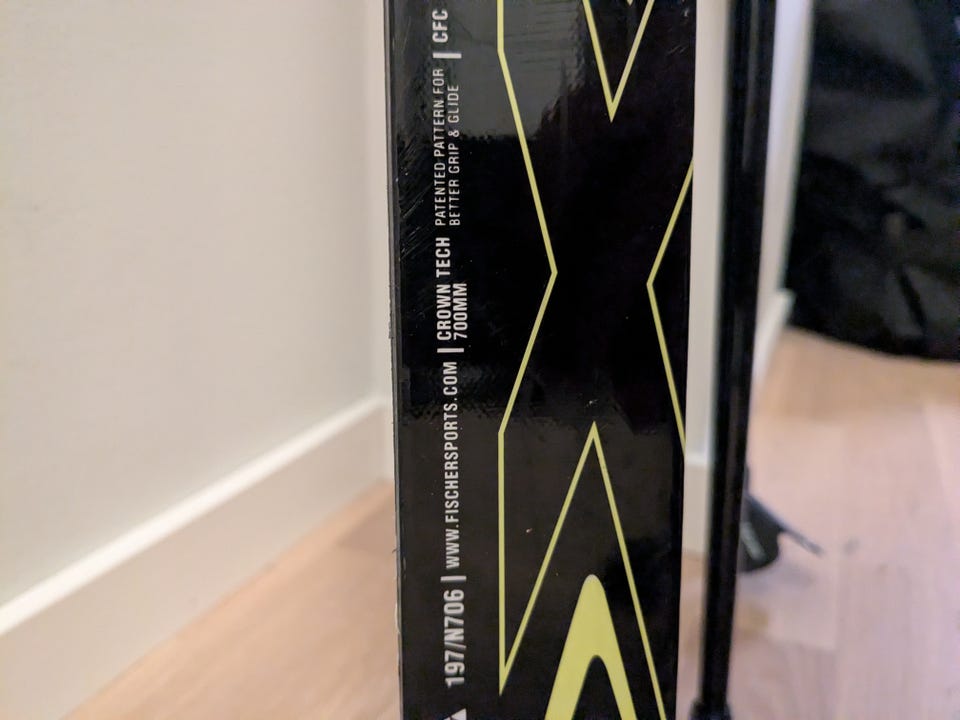 197/N706 | WWW.FISCHERSPORTS.COM | CROWN TECH 700MM PATENTED PATTERN FOR BETTER GRIP & GLIDE | CFC